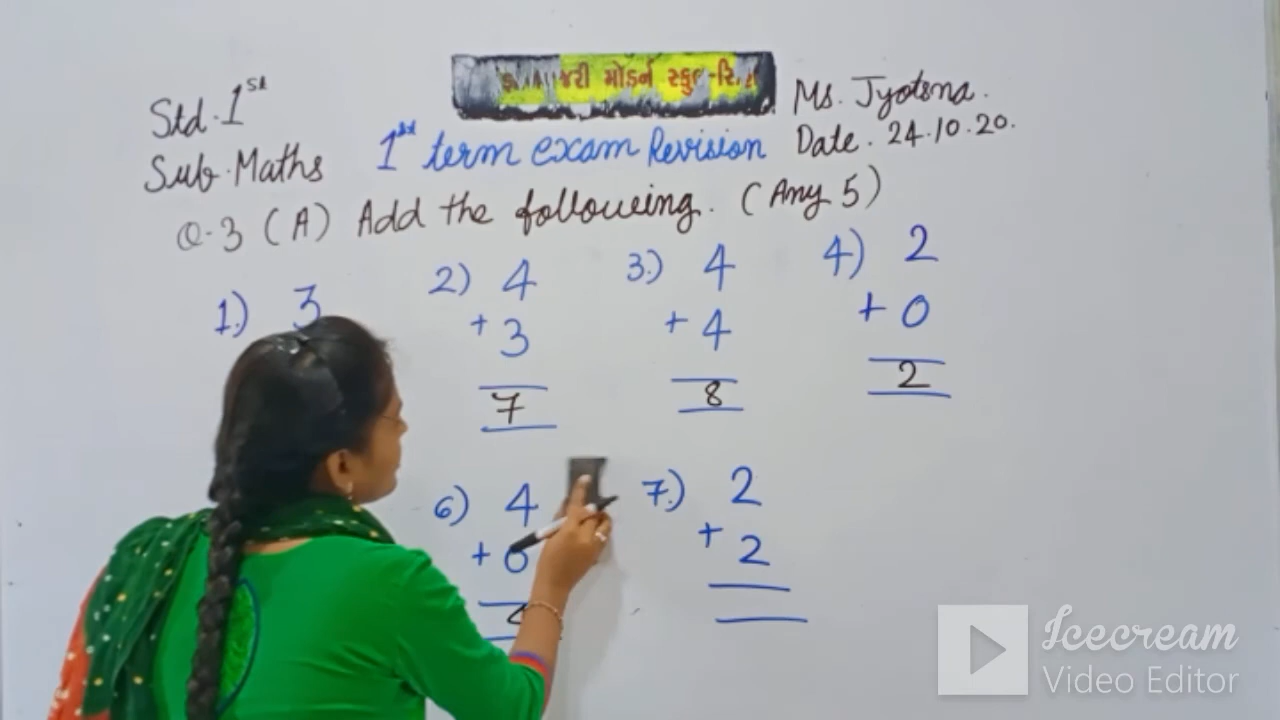 જરી મોડર્ન સ્કુલ
Std. 1st
Ms. Jyotsna.
Sub. Maths
1st term exam Revision
Date. 24.10.20.
Q.3 (A) Add the following. (Any 5)
1.) 3
2) 4
+ 3
7
3.) 4
+ 4
8
4) 2
+ 0
2
6) 4
+ 0
7.) 2
+ 2
Icecream
Video Editor